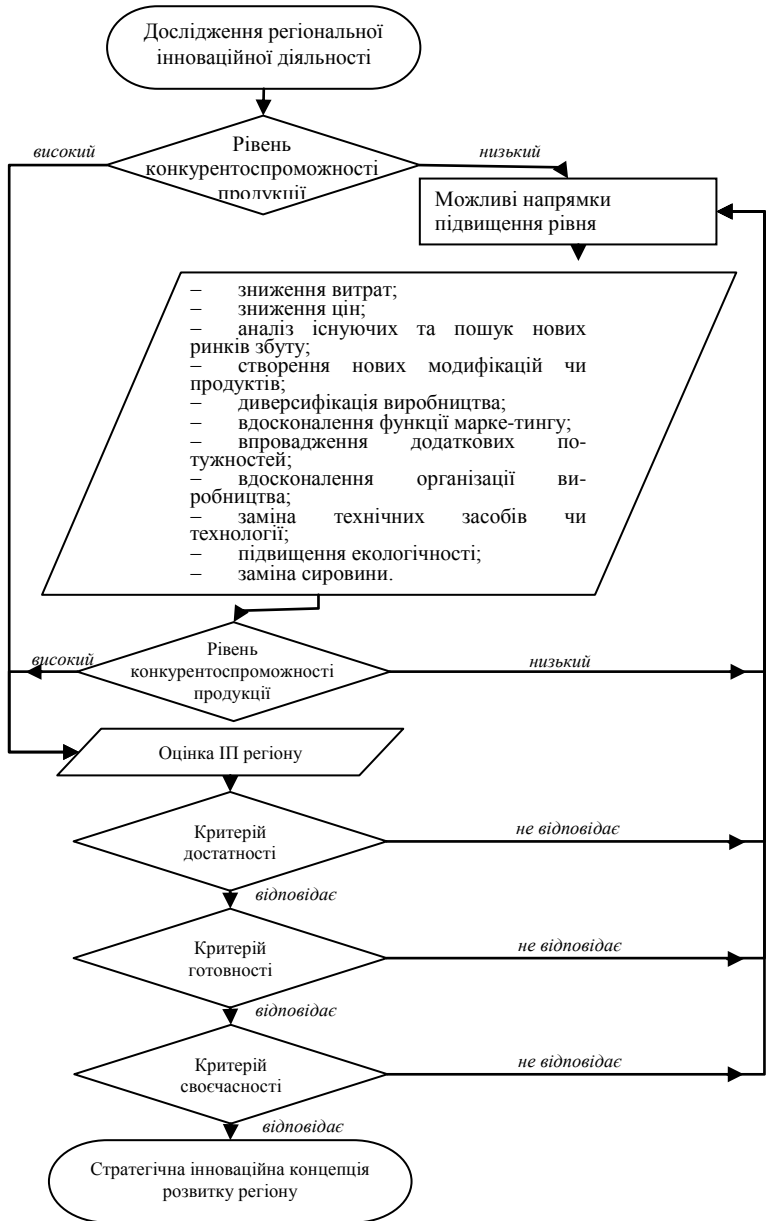 Дослідження регіональної
інноваційної діяльності
високий
Рівень
конкурентоспроможності
продукції
низький
Можливі напрямки
підвищення рівня
– зниження витрат;
– зниження цін;
– аналіз існуючих та пошук нових
ринків збуту;
– створення нових модифікацій чи
продуктів;
– диверсифікація виробництва;
– вдосконалення функції марке-тингу;
– впровадження додаткових по-
тужностей;
– вдосконалення організації ви-
робництва;
– заміна технічних засобів чи
технології;
– підвищення екологічності;
– заміна сировини.
високий
Рівень
конкурентоспроможності
продукції
низький
Оцінка ІП регіону
Критерій
достатності
не відповідає
відповідає
Критерій
готовності
не відповідає
відповідає
Критерій
своєчасності
не відповідає
відповідає
Стратегічна інноваційна концепція
розвитку регіону